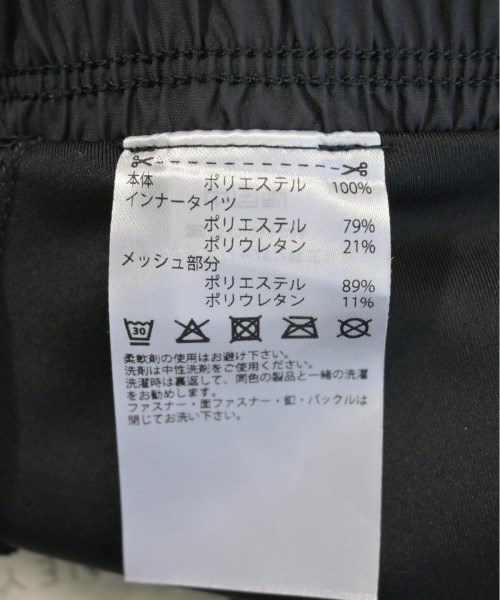 本体 ポリエステル 100%
インナータイツ
ポリエステル 79%
ポリウレタン 21%
メッシュ部分
ポリエステル 89%
ポリウレタン 11%
30
柔軟剤の使用はお避け下さい。
洗剤は中性洗剤をご使用ください。
洗濯時は裏返して、同色の製品と一緒の洗濯
をお勧めします。
ファスナー・面ファスナー・釦・バックルは
閉じてお洗い下さい。